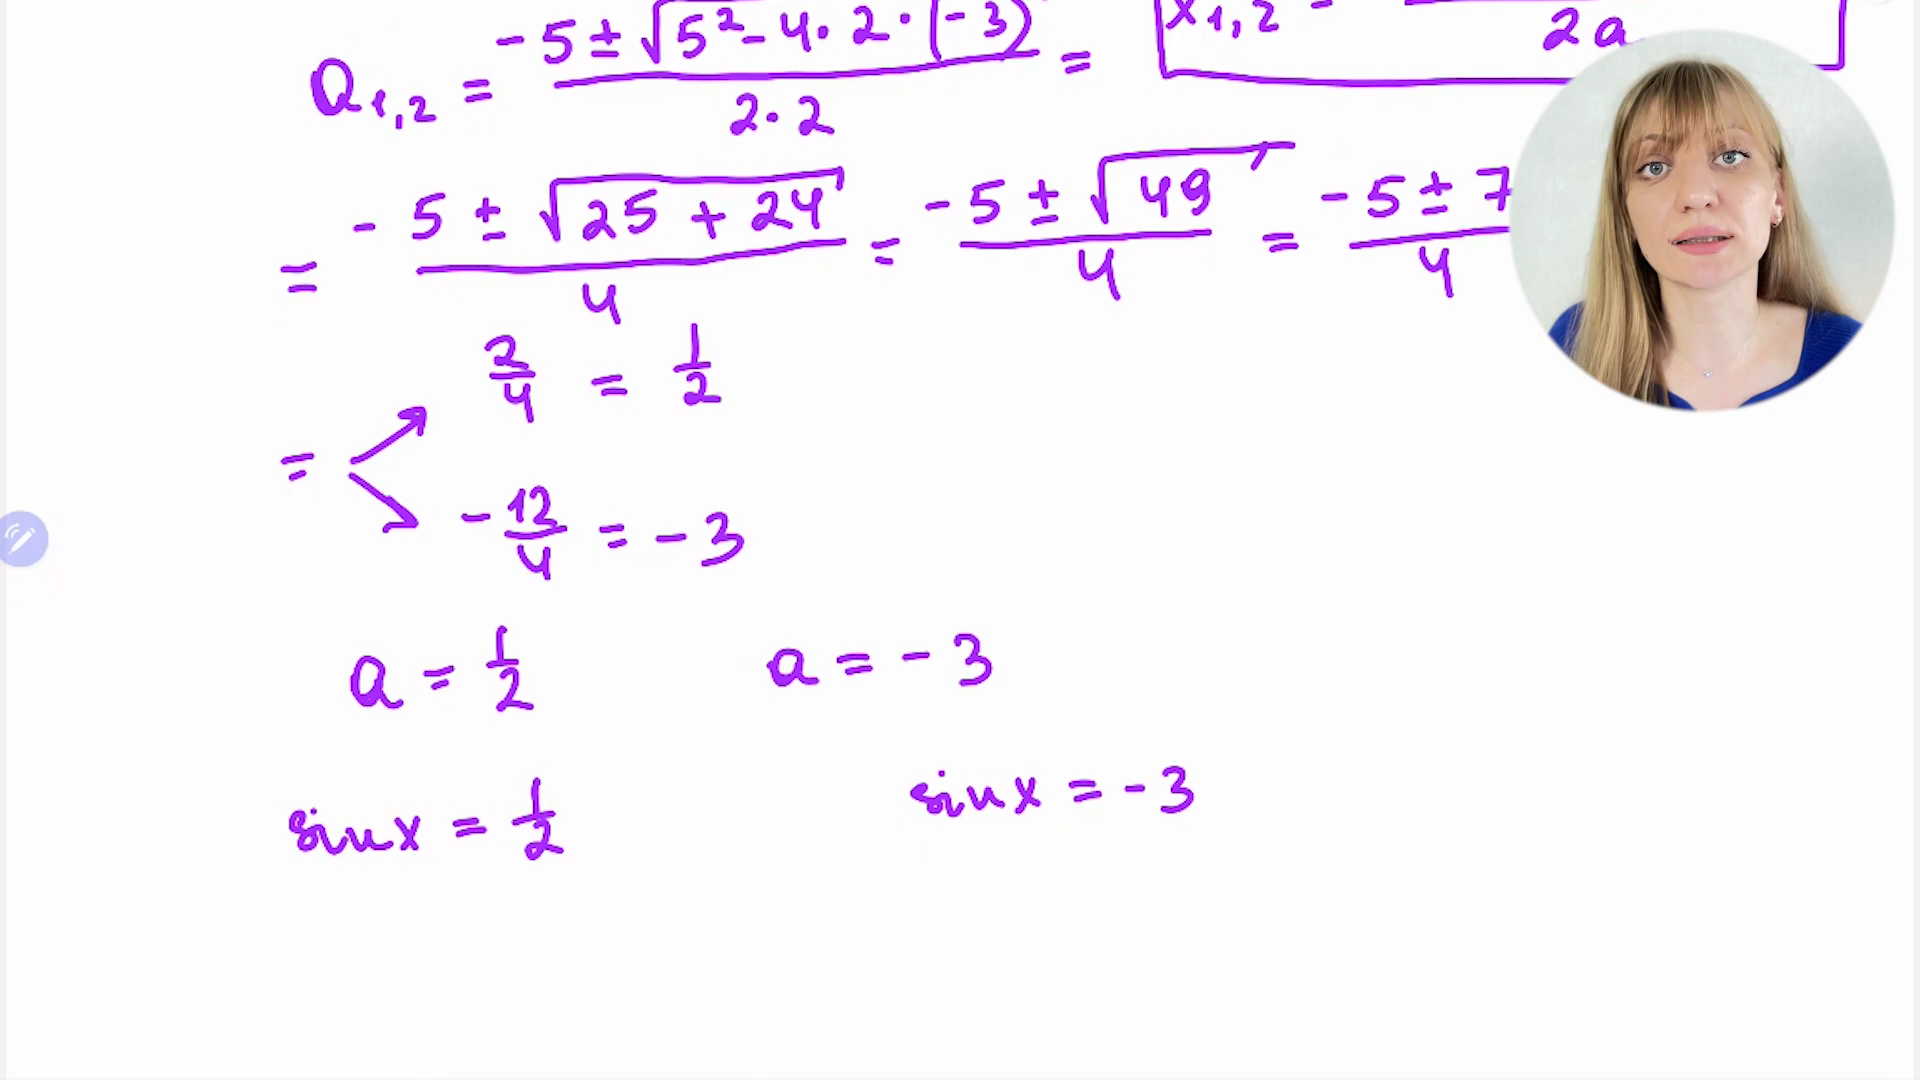 a₁,₂ = (-5 ± √(5² - 4 · 2 · (-3)))/(2 · 2) =
x₁,₂ = /2a
= (-5 ± √(25 + 24))/4 = (-5 ± √49)/4 = (-5 ± 7)/4
2/4 = 1/2
=
-12/4 = -3
a = 1/2 a = -3
sinx = 1/2 sinx = -3